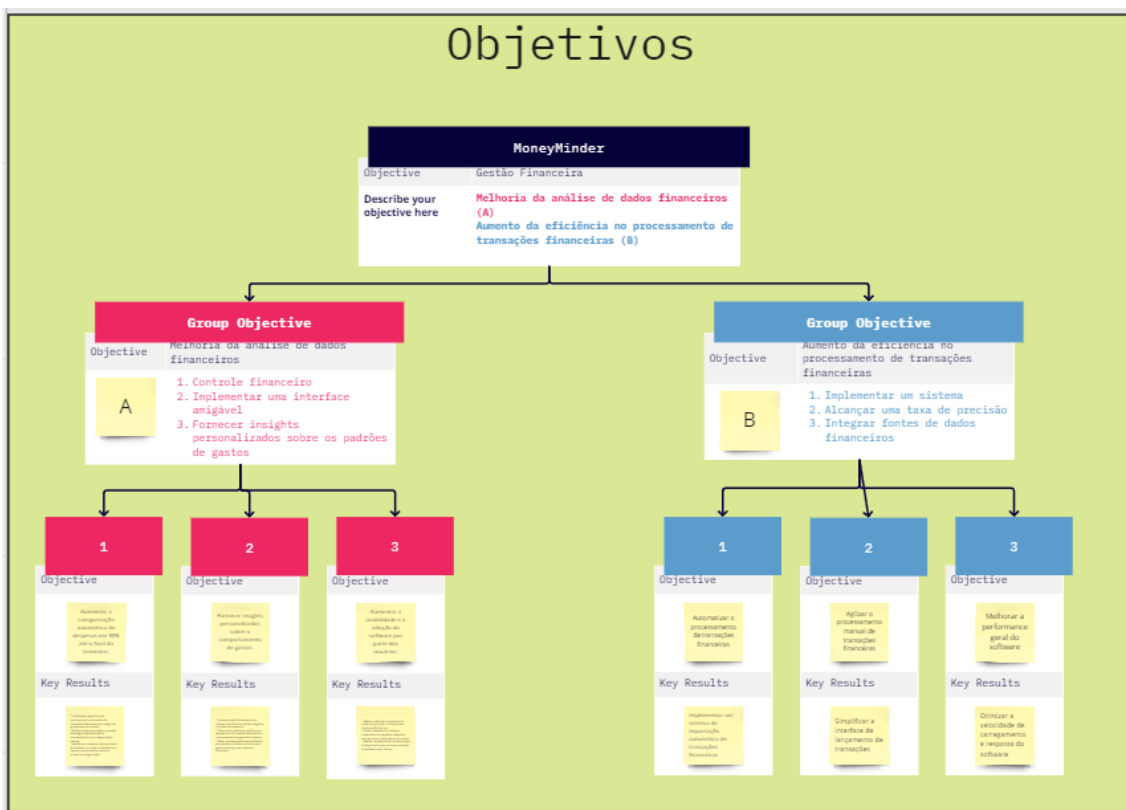 Objetivos
MoneyMinder
Objective
Gestão Financeira
Describe your
objective here
Melhoria da análise de dados financeiros
(A)
Aumento da eficiência no processamento de
transações financeiras (B)
Group Objective
Objective
Melhoria da análise de dados
financeiros
A
1. Controle financeiro
2. Implementar uma interface
amigável
3. Fornecer insights
personalizados sobre os padrões
de gastos
Group Objective
Objective
Aumento da eficiência no
processamento de transações
financeiras
B
1. Implementar um sistema
2. Alcançar uma taxa de precisão
3. Integrar fontes de dados
financeiros
1
Objective
Aumentar a
categorização
automática de
despesas em 90%
até o final do
trimestre.
Key Results
2
Objective
Fornecer insights
personalizados
sobre o
comportamento
de gastos.
Key Results
3
Objective
Aumentar a
usabilidade e a
adoção do
software por
parte dos
usuários.
Key Results
1
Objective
Automatizar o
processamento
de transações
financeiras
Key Results
Implementar um
sistema de
importação
automática de
transações
financeiras
2
Objective
Agilizar o
processamento
manual de
transações
financeiras
Key Results
Simplificar a
interface de
lançamento de
transações
3
Objective
Melhorar a
performance
geral do
software
Key Results
Otimizar a
velocidade de
carregamento
e resposta do
software